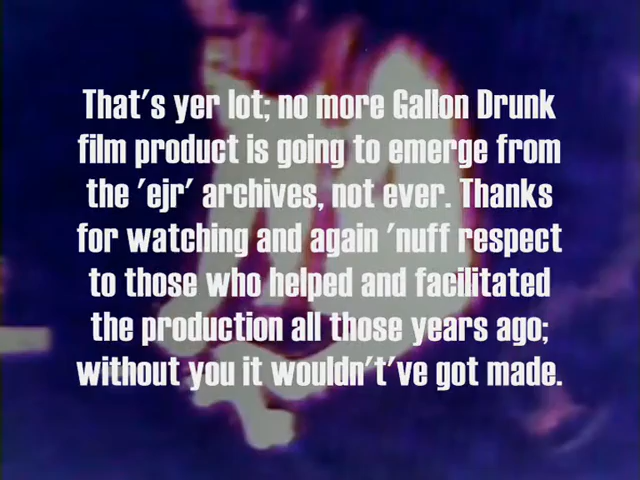 That's yer lot; no more Gallon Drunk
film product is going to emerge from
the 'ejr' archives, not ever. Thanks
for watching and again 'nuff respect
to those who helped and facilitated
the production all those years ago;
without you it wouldn't've got made.